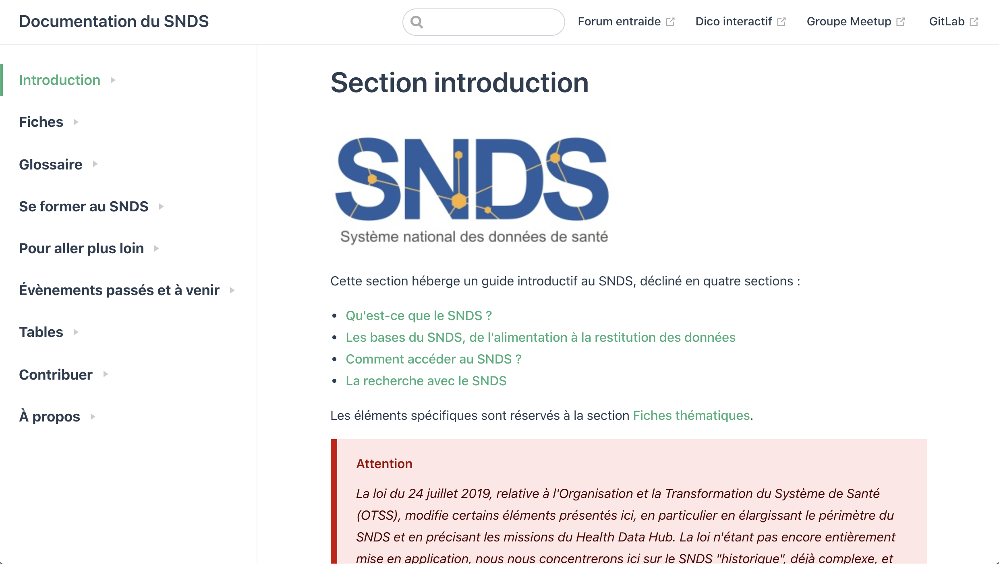 Documentation du SNDS
Forum entraide
Dico interactif
Groupe Meetup
GitLab
Introduction
Fiches
Glossaire
Se former au SNDS
Pour aller plus loin
Évènements passés et à venir
Tables
Contribuer
À propos
Section introduction
SNDS
Système national des données de santé
Cette section héberge un guide introductif au SNDS, décliné en quatre sections :
• Qu'est-ce que le SNDS ?
• Les bases du SNDS, de l'alimentation à la restitution des données
• Comment accéder au SNDS ?
• La recherche avec le SNDS
Les éléments spécifiques sont réservés à la section Fiches thématiques.
Attention
La loi du 24 juillet 2019, relative à l'Organisation et la Transformation du Système de Santé
(OTSS), modifie certains éléments présentés ici, en particulier en élargissant le périmètre du
SNDS et en précisant les missions du Health Data Hub. La loi n'étant pas encore entièrement
mise en application, nous nous concentrerons ici sur le SNDS "historique", déjà complexe, et